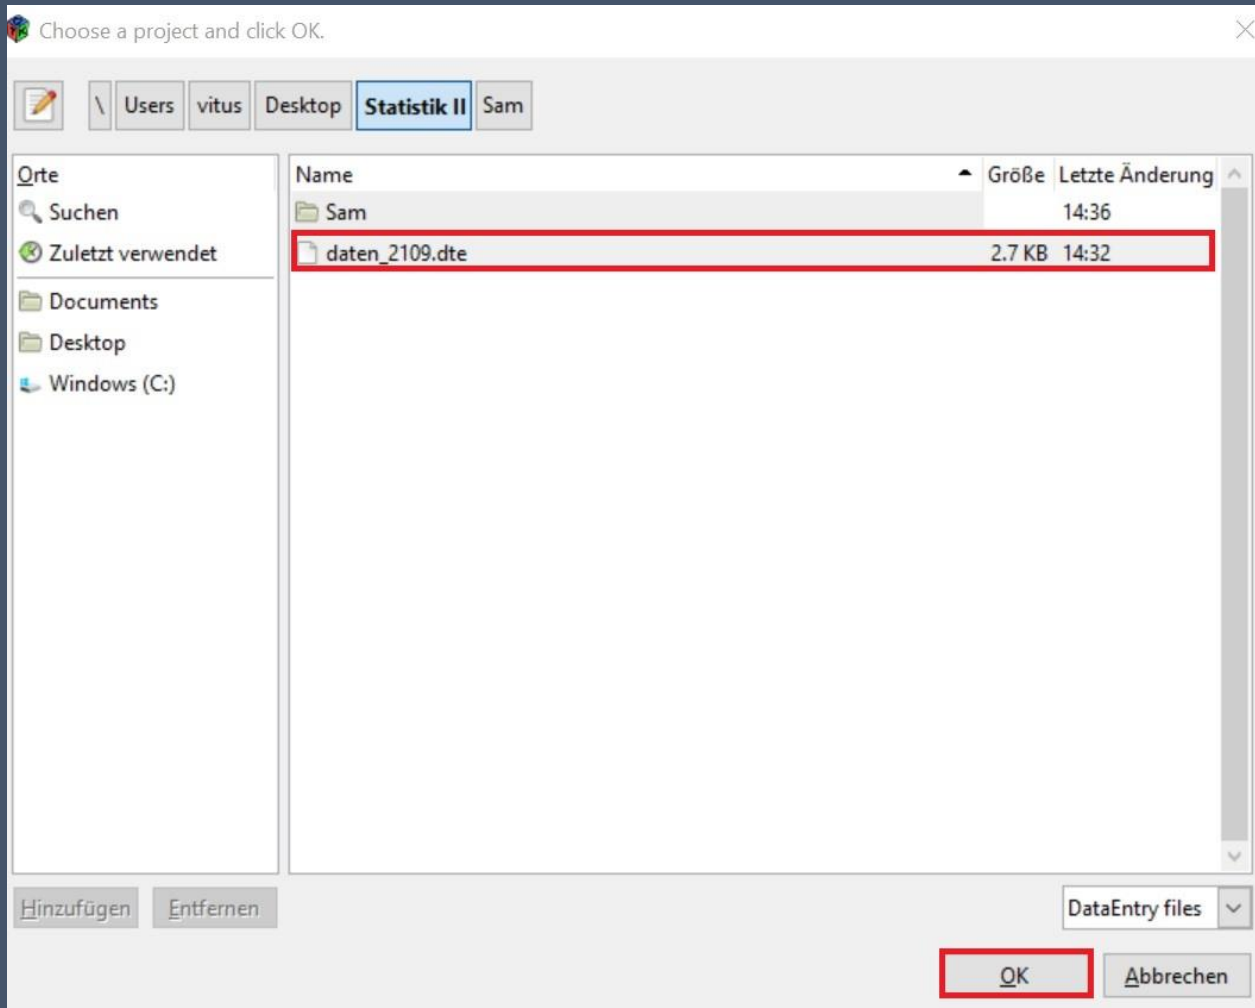 Choose a project and click OK.
\ Users vitus Desktop Statistik II Sam
Orte
Suchen
Zuletzt verwendet
Documents
Desktop
Windows (C:)
Name Größe Letzte Änderung
Sam 14:36
daten_2109.dte 2.7 KB 14:32
Hinzufügen Entfernen
DataEntry files
OK Abbrechen